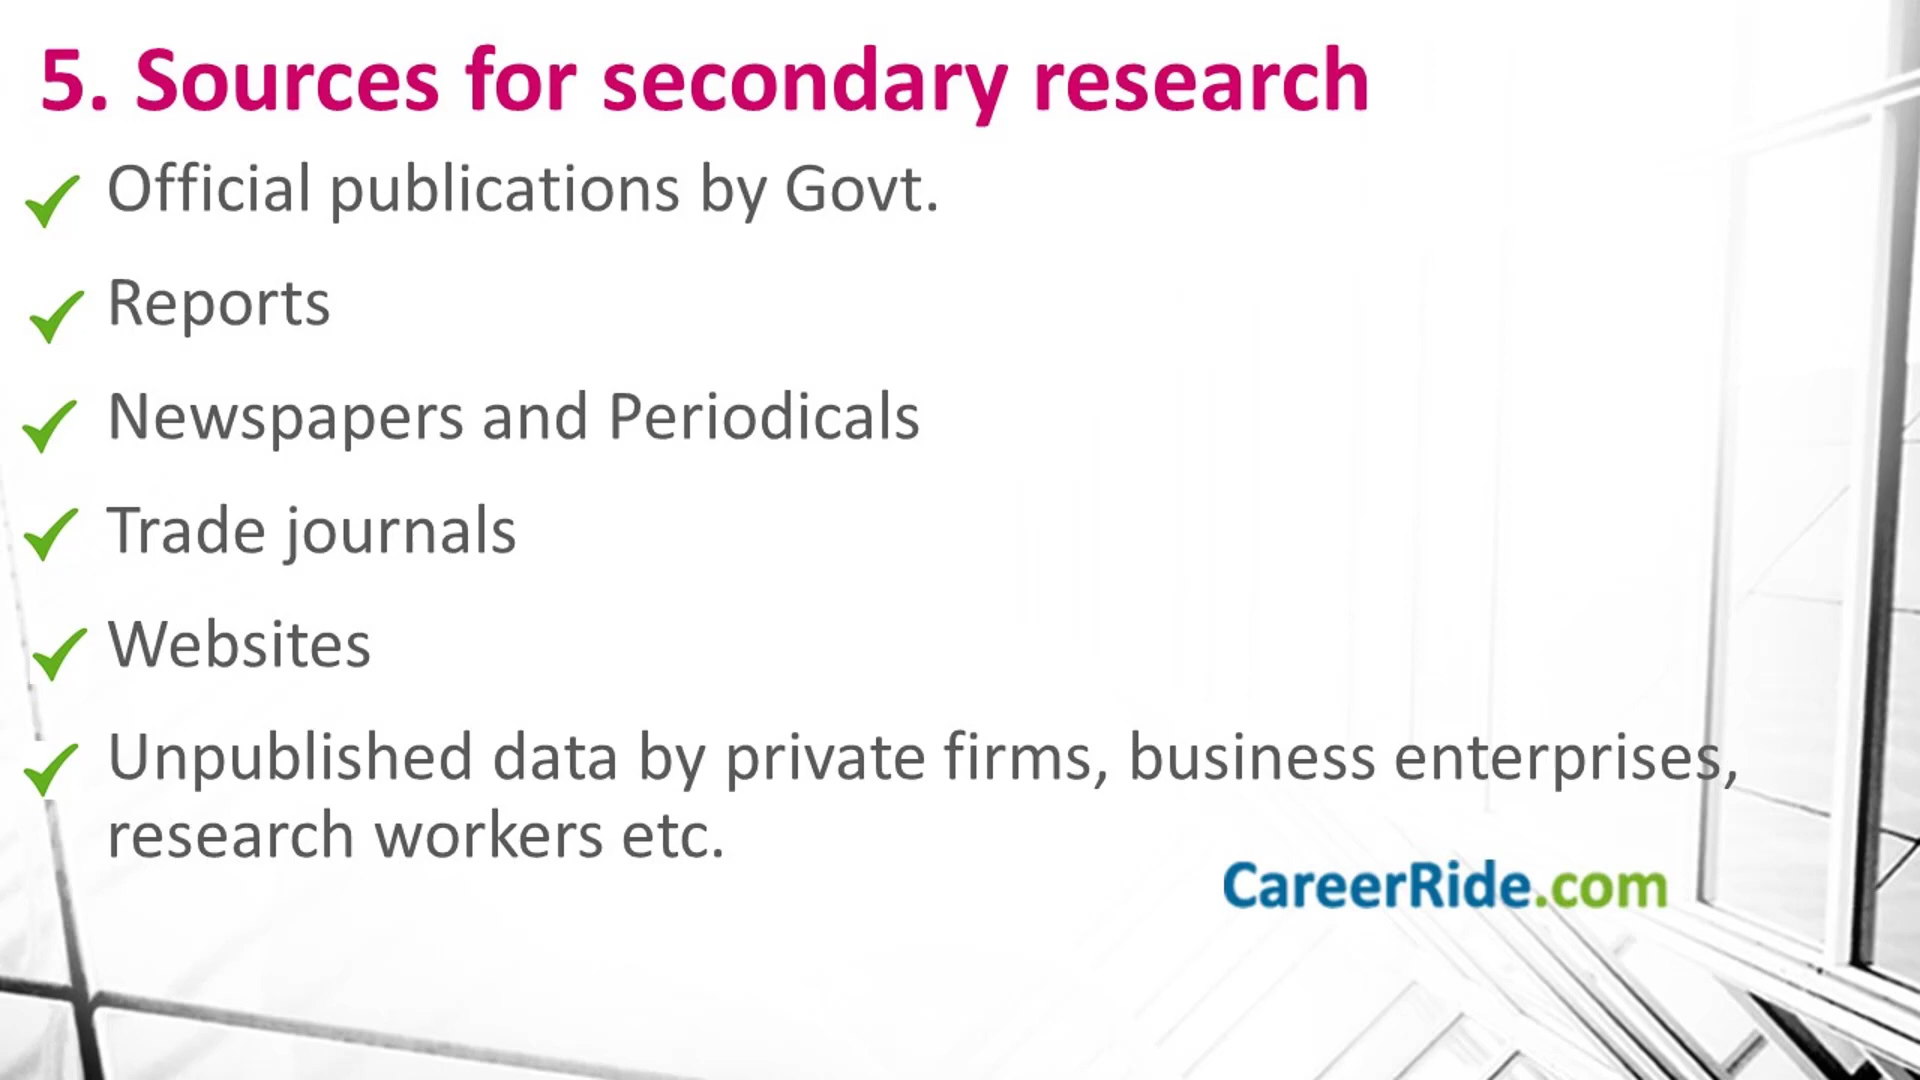 5. Sources for secondary research
Official publications by Govt.
Reports
Newspapers and Periodicals
Trade journals
Websites
Unpublished data by private firms, business enterprises,
research workers etc.
CareerRide.com